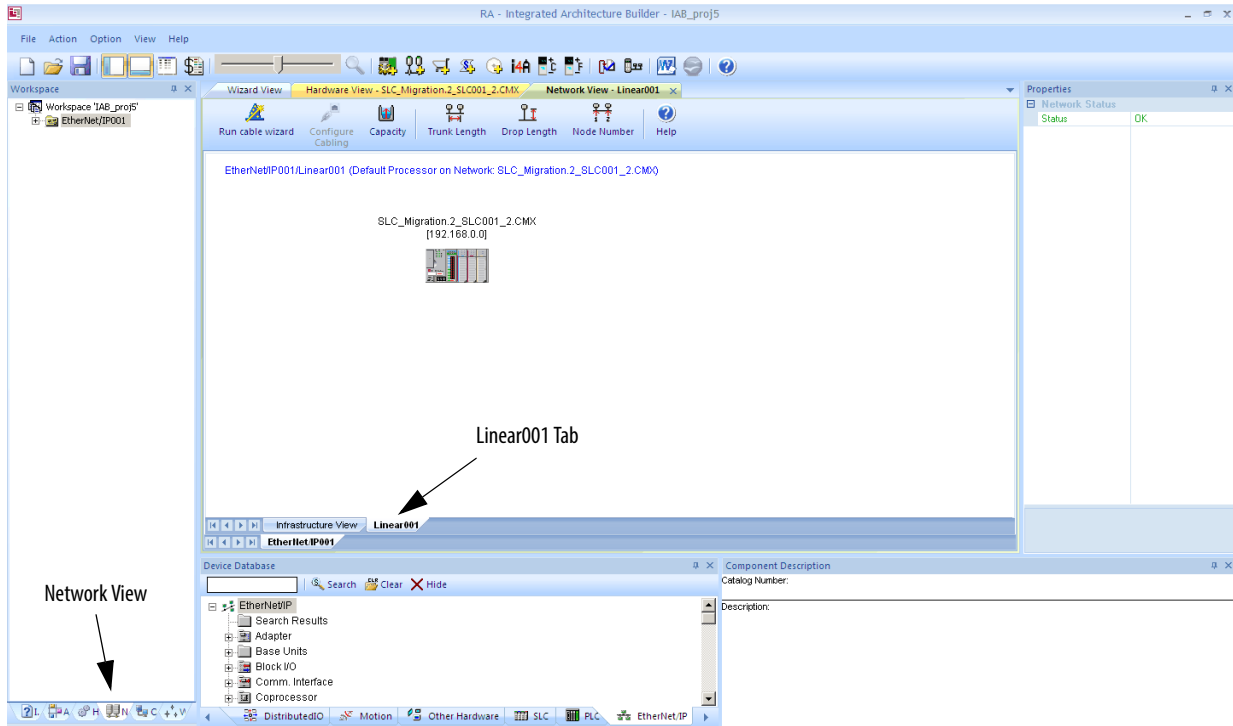 RA - Integrated Architecture Builder - IAB_proj5
File Action Option View Help
Workspace
Workspace 'IAB_proj5'
EtherNet/IP001
Wizard View
Hardware View - SLC_Migration.2_SLC001_2.CMX
Network View - Linear001
Run cable wizard
Configure Cabling
Capacity
Trunk Length
Drop Length
Node Number
Help
EtherNet/IP001/Linear001 (Default Processor on Network: SLC_Migration.2_SLC001_2.CMX)
SLC_Migration.2_SLC001_2.CMX
[192.168.0.0]
Linear001 Tab
Infrastructure View
Linear001
EtherNet/IP001
Properties
Network Status
Status OK
Network View
I. A H N C V
Device Database
Search Clear Hide
EtherNet/IP
Search Results
Adapter
Base Units
Block I/O
Comm. Interface
Coprocessor
DistributedIO Motion Other Hardware SLC PLC EtherNet/IP
Component Description
Catalog Number:
Description: